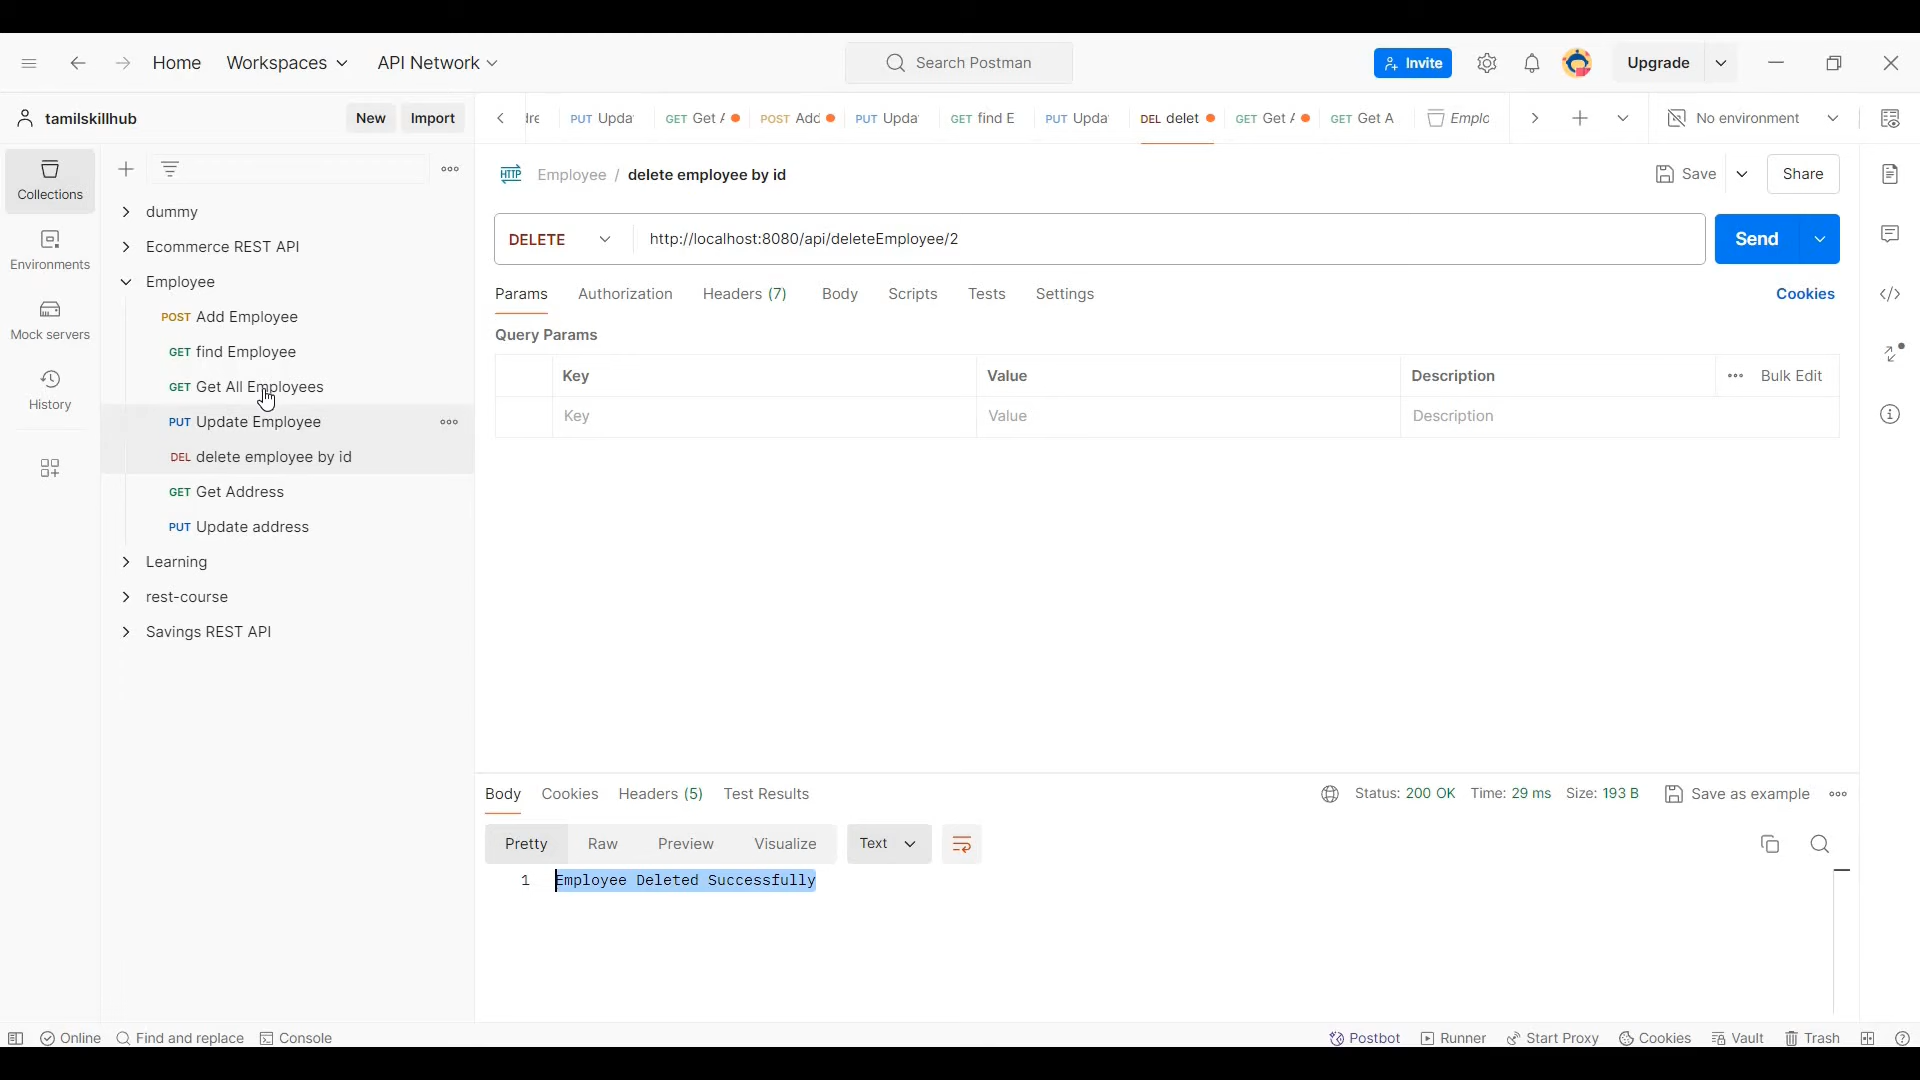 Home Workspaces API Network Search Postman Invite Upgrade
tamilskillhub New Import
PUT Upda GET Get POST Add PUT Upda GET find E PUT Upda DEL delet GET Get GET Get A Emplo No environment
Collections
Environments
Mock servers
History
dummy
Ecommerce REST API
Employee
POST Add Employee
GET find Employee
GET Get All Employees
PUT Update Employee
DEL delete employee by id
GET Get Address
PUT Update address
Learning
rest-course
Savings REST API
HTTP Employee / delete employee by id Save Share
DELETE http://localhost:8080/api/deleteEmployee/2 Send
Params Authorization Headers (7) Body Scripts Tests Settings Cookies
Query Params
Key Value Description Bulk Edit
Key Value Description
Body Cookies Headers (5) Test Results Status: 200 OK Time: 29 ms Size: 193 B Save as example
Pretty Raw Preview Visualize Text
1 Employee Deleted Successfully
Online Find and replace Console Postbot Runner Start Proxy Cookies Vault Trash